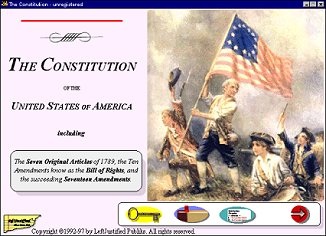 The Constitution - unregistered
THE CONSTITUTION
OF THE
UNITED STATES OF AMERICA
including
The Seven Original Articles of 1789, the Ten
Amendments know as the Bill of Rights, and
the succeeding Seventeen Amendments.
LeftJustified
Copyright ©1992-97 by LeftJustified Publiks. All rights reserved.